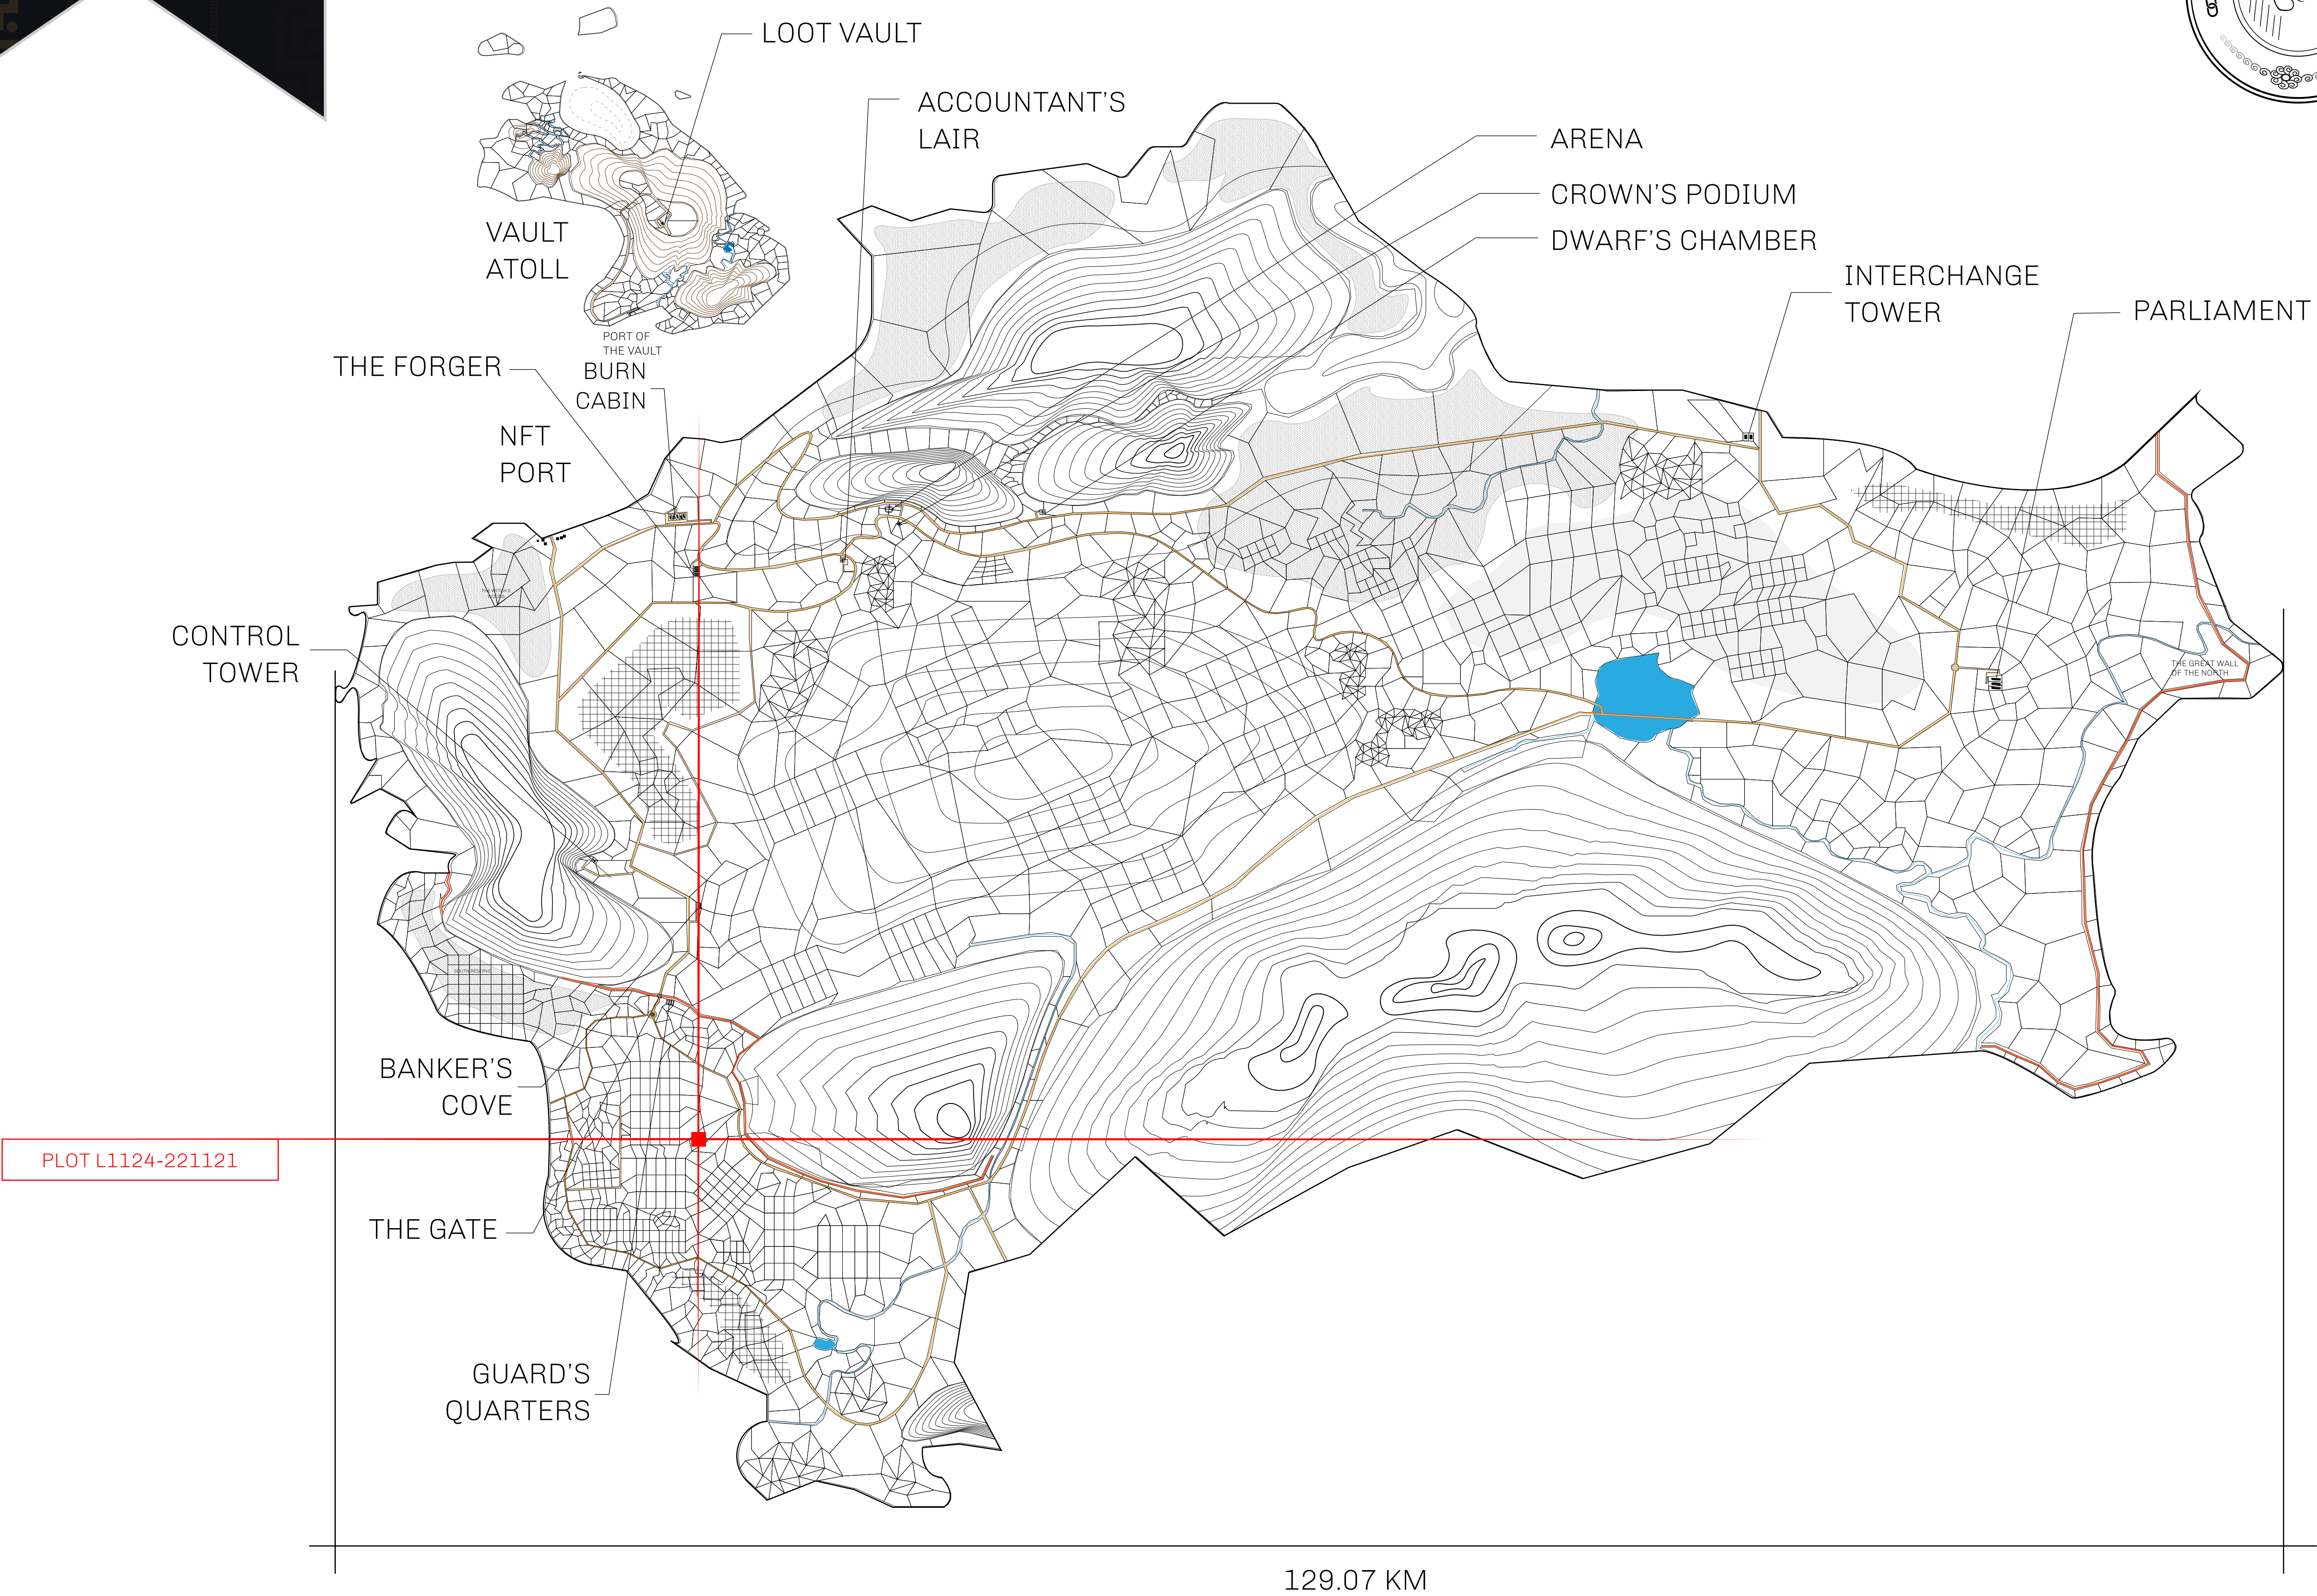 LOOT VAULT
ACCOUNTANT'S
LAIR
ARENA
CROWN'S PODIUM
DWARF'S CHAMBER
VAULT
ATOLL
INTERCHANGE
TOWER
PARLIAMENT
PORT OF
THE VAULT
THE FORGER
BURN
CABIN
NFT
PORT
CONTROL
TOWER
THE GREAT WALL
OF THE NORTH
SOUTH RESERVE
BANKER'S
COVE
PLOT L1124-221121
THE GATE
GUARD'S
QUARTERS
129.07 KM